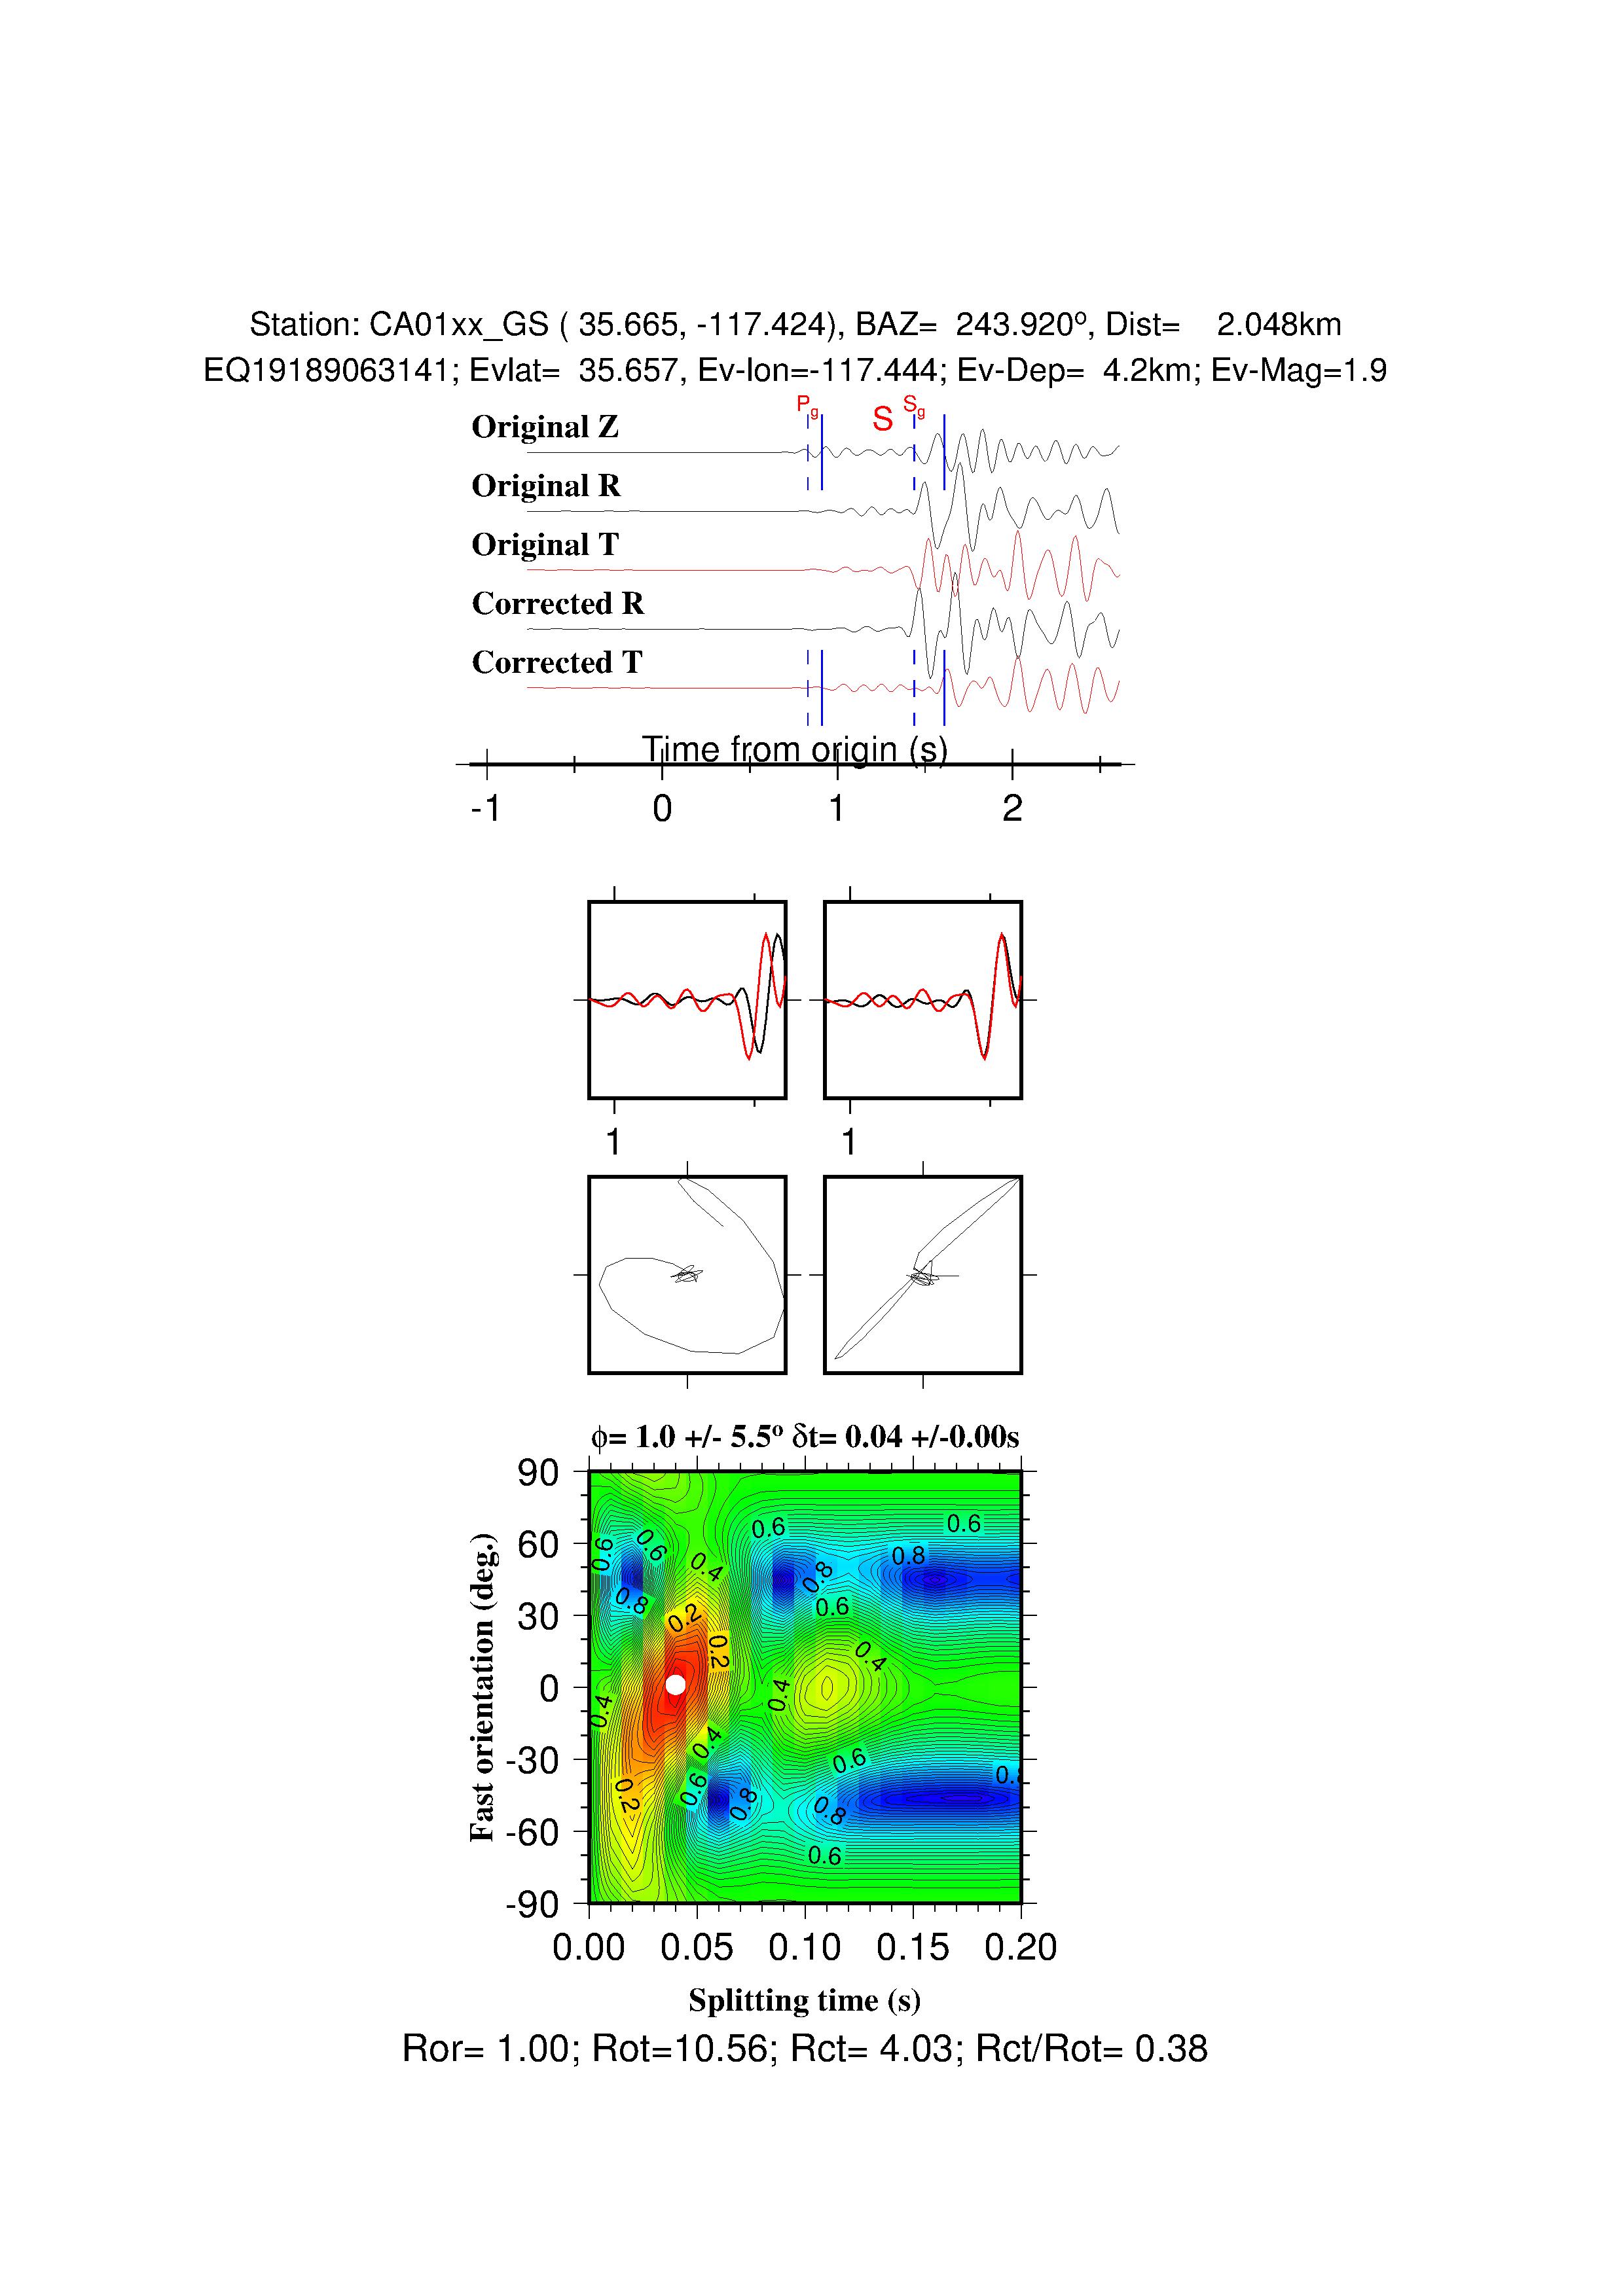 Station: CA01xx_GS ( 35.665, -117.424), BAZ= 243.920º, Dist= 2.048km
EQ19189063141; Evlat= 35.657, Ev-lon=-117.444; Ev-Dep= 4.2km; Ev-Mag=1.9
Pg S Sg
Original Z
Original R
Original T
Corrected R
Corrected T
Time from origin (s)
-1 0 1 2
1 1
ϕ= 1.0 +/- 5.5º δt= 0.04 +/-0.00s
Fast orientation (deg.)
90
60
30
0
-30
-60
-90
0.6 0.6
0.6 0.6 0.8
0.4 0.8
0.8 0.6
0.2
0.2 0.4
0.4 0.4
0.4 0.6
0.2 0.6 0.8 0.8
0.6
0.00 0.05 0.10 0.15 0.20
Splitting time (s)
Ror= 1.00; Rot=10.56; Rct= 4.03; Rct/Rot= 0.38